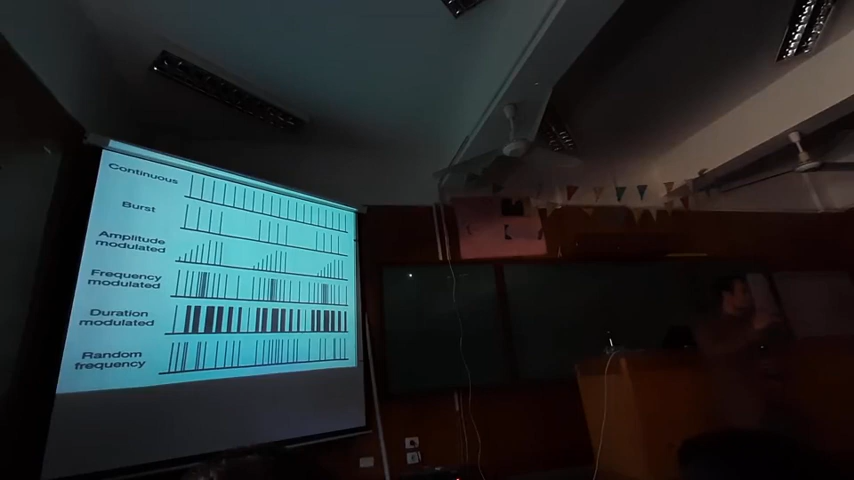 Continuous
Burst
Amplitude
modulated
Frequency
modulated
Duration
modulated
Random
frequency